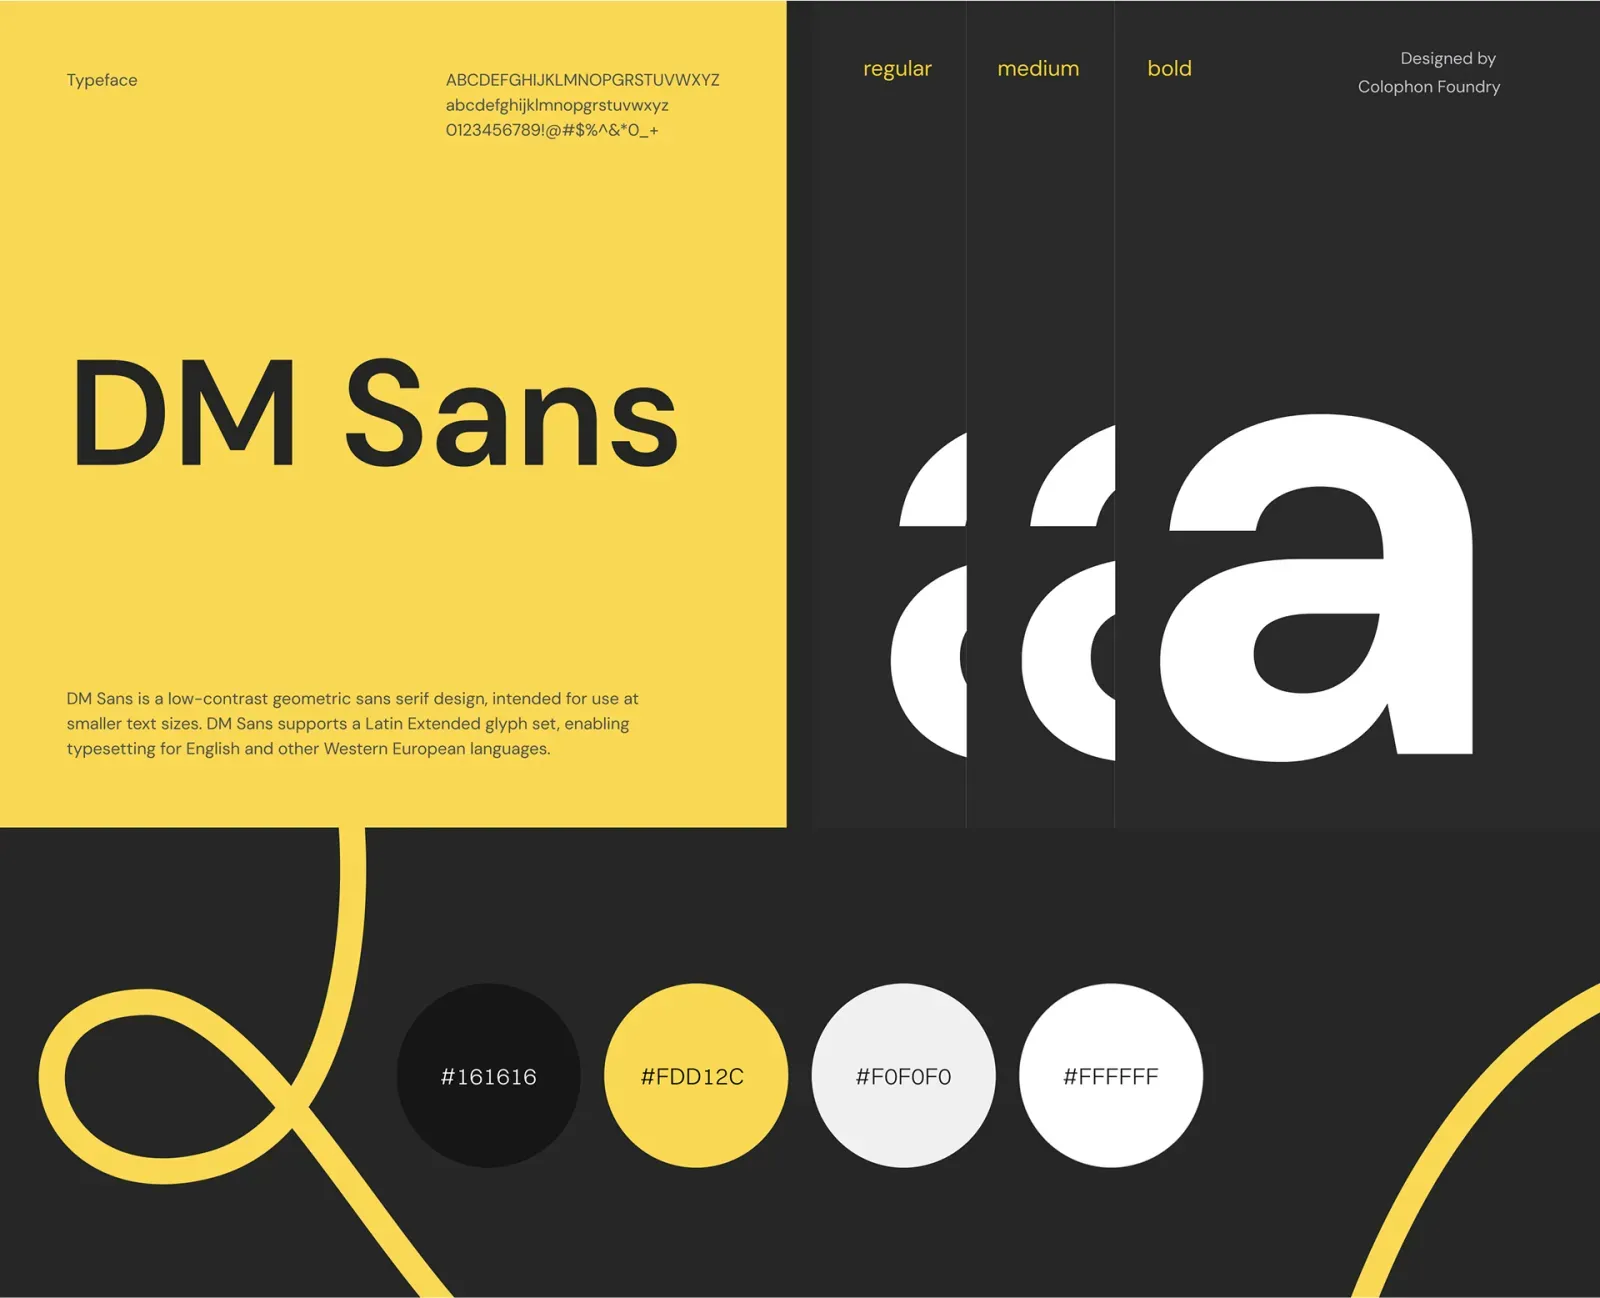 Typeface
ABCDEFGHIJKLMNOPGRSTUVWXYZ
abcdefghijklmnopgrstuvwxyz
0123456789!@#$%^&*0_+
DM Sans
DM Sans is a low-contrast geometric sans serif design, intended for use at
smaller text sizes. DM Sans supports a Latin Extended glyph set, enabling
typesetting for English and other Western European languages.
regular
medium
bold
Designed by
Colophon Foundry
a
a
a
#161616
#FDD12C
#F0F0F0
#FFFFFF